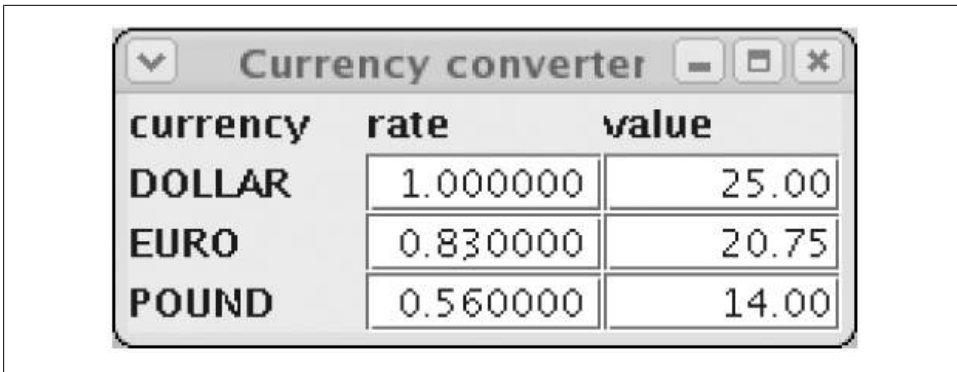 Currency converter
currency rate value
DOLLAR 1.000000 25.00
EURO 0.830000 20.75
POUND 0.560000 14.00